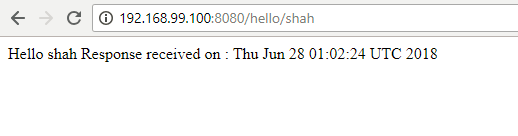 192.168.99.100:8080/hello/shah
Hello shah Response received on : Thu Jun 28 01:02:24 UTC 2018